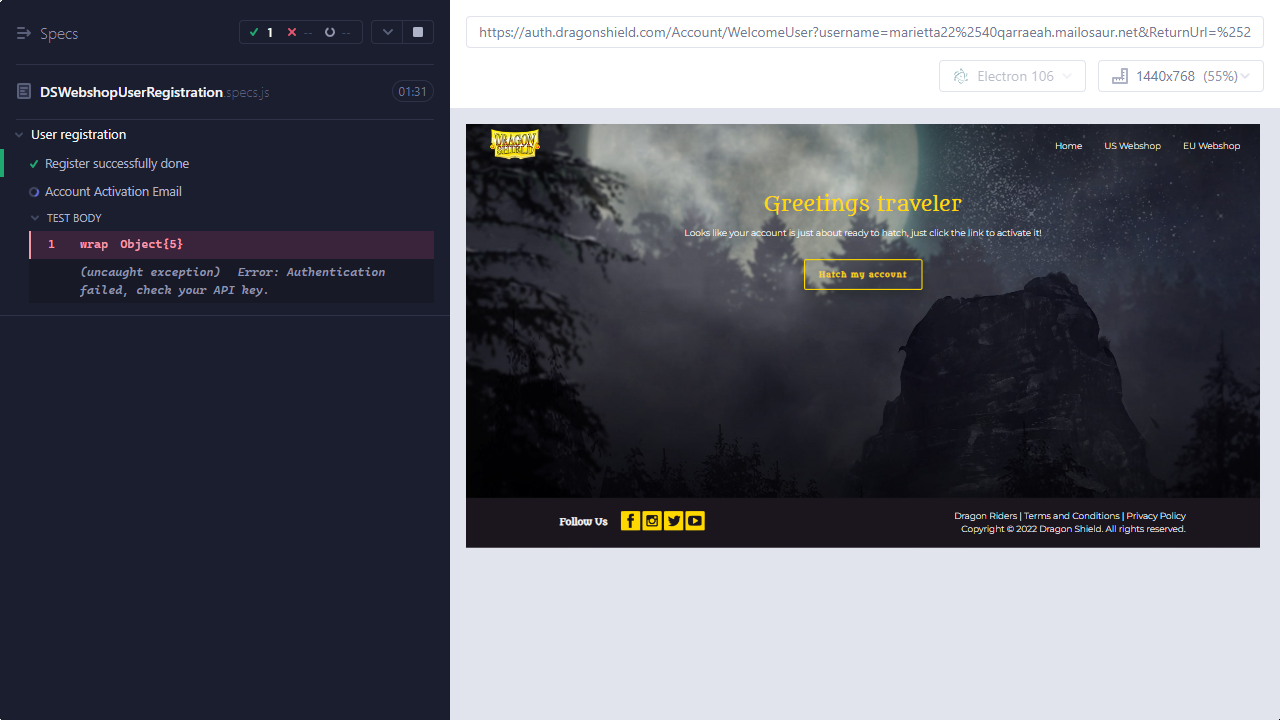 Specs
1
--
--
DSWebshopUserRegistration.specs.js
01:31
User registration
Register successfully done
Account Activation Email
TEST BODY
1 wrap Object{5}
(uncaught exception) Error: Authentication
failed, check your API key.
https://auth.dragonshield.com/Account/WelcomeUser?username=marietta22%2540qarraeah.mailosaur.net&ReturnUrl=%252
Electron 106
1440x768 (55%)
DRAGON
SHIELD
Home
US Webshop
EU Webshop
Greetings traveler
Looks like your account is just about ready to hatch, just click the link to activate it!
Hatch my account
Follow Us
Dragon Riders | Terms and Conditions | Privacy Policy
Copyright © 2022 Dragon Shield. All rights reserved.